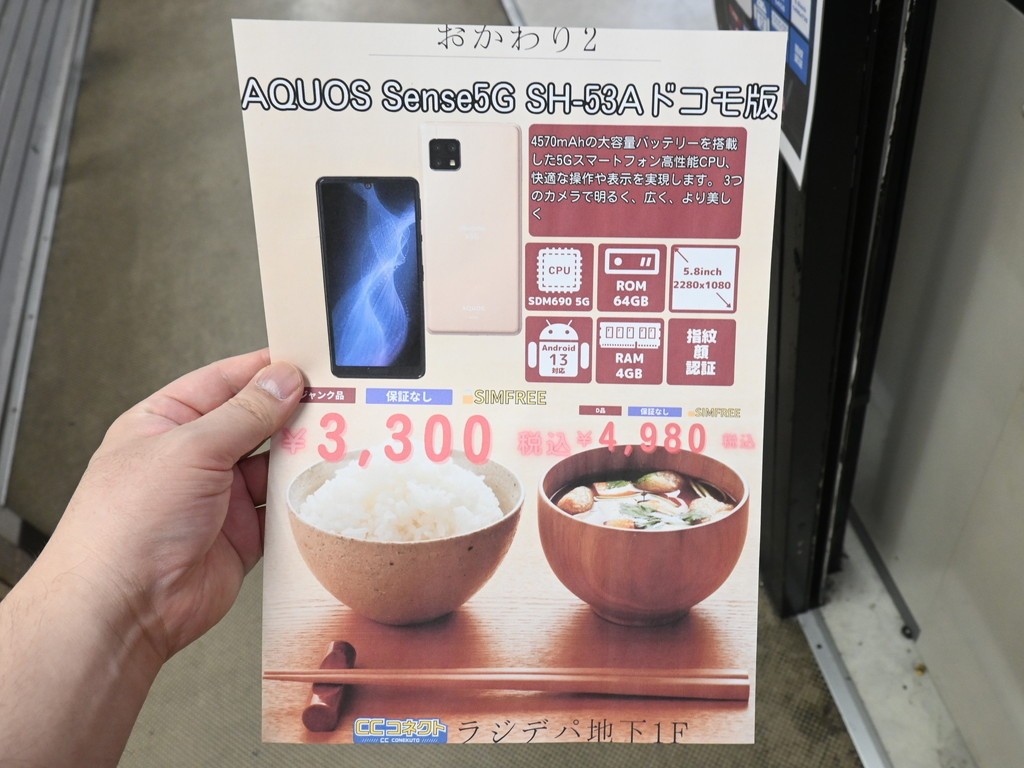 おかわり2
AQUOS Sense5G SH-53Aドコモ版
4570mAhの大容量バッテリーを搭載
した5Gスマートフォン高性能CPU、
快適な操作や表示を実現します。 3つ
のカメラで明るく、広く、より美し
く
CPU
SDM690 5G
ROM
64GB
5.8inch
2280x1080
Android
13
対応
RAM
4GB
指紋
顔
認証
ジャンク品 保証なし SIMFREE
¥3,300 税込
D品 保証なし SIMFREE
¥4,980 税込
CCコネクト
CC CONEKUTO
ラジデパ地下1F